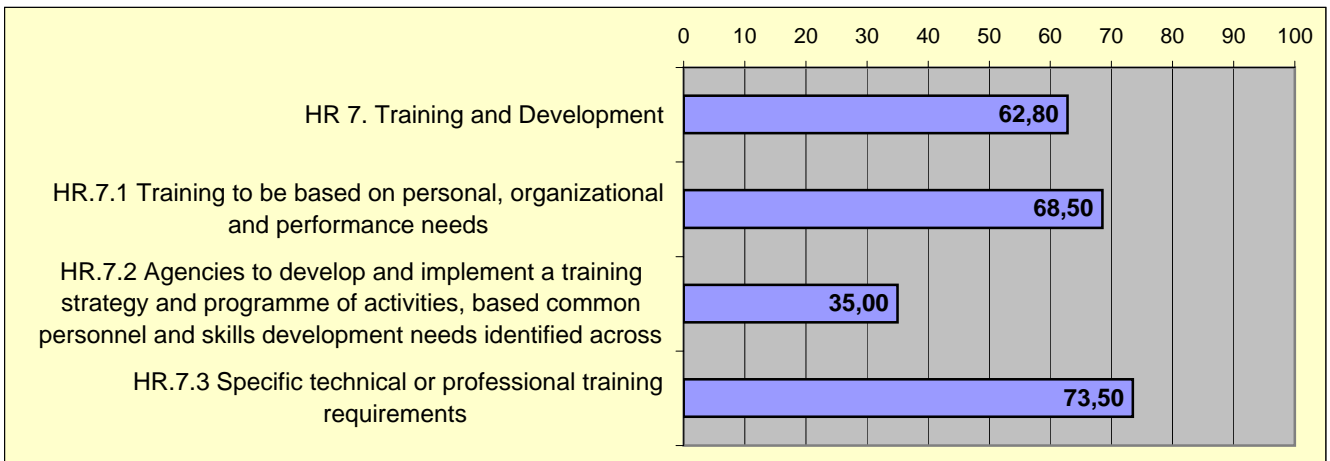 0 10 20 30 40 50 60 70 80 90 100
HR 7. Training and Development
62,80
HR.7.1 Training to be based on personal, organizational
and performance needs
68,50
HR.7.2 Agencies to develop and implement a training
strategy and programme of activities, based common
personnel and skills development needs identified across
35,00
HR.7.3 Specific technical or professional training
requirements
73,50